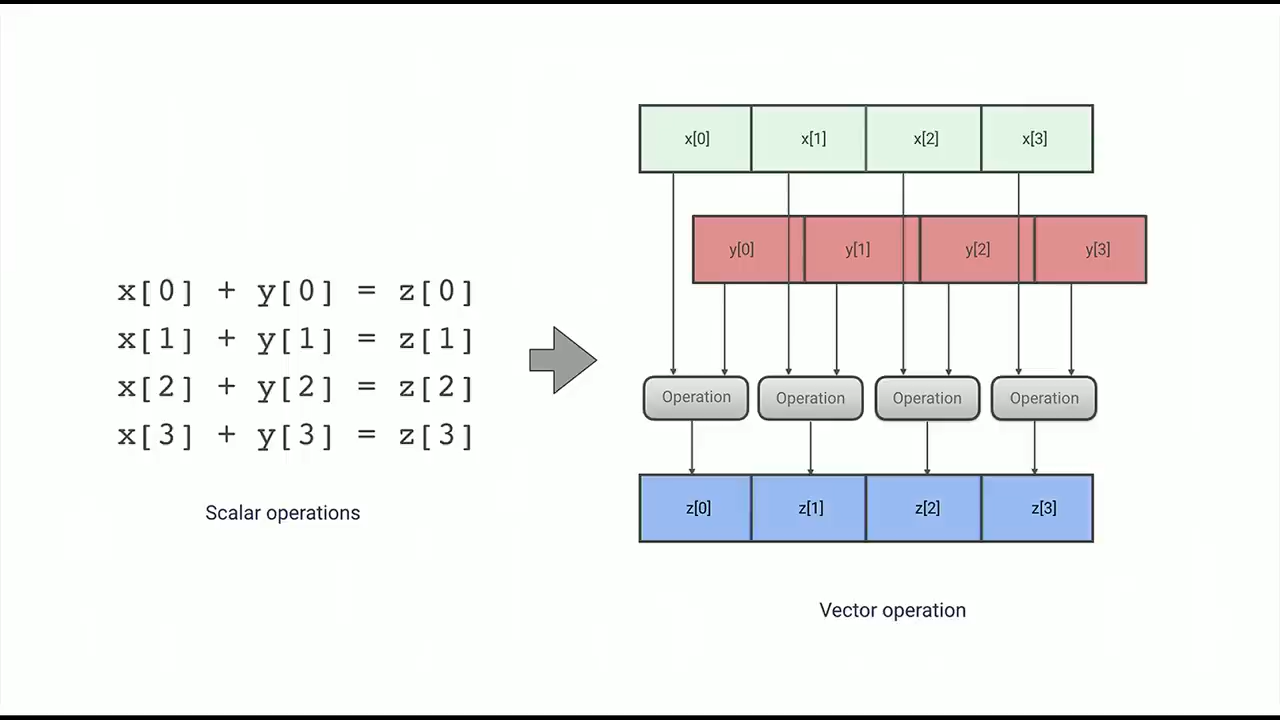 x[0] + y[0] = z[0]
x[1] + y[1] = z[1]
x[2] + y[2] = z[2]
x[3] + y[3] = z[3]
Scalar operations
x[0] x[1] x[2] x[3]
y[0] y[1] y[2] y[3]
Operation Operation Operation Operation
z[0] z[1] z[2] z[3]
Vector operation